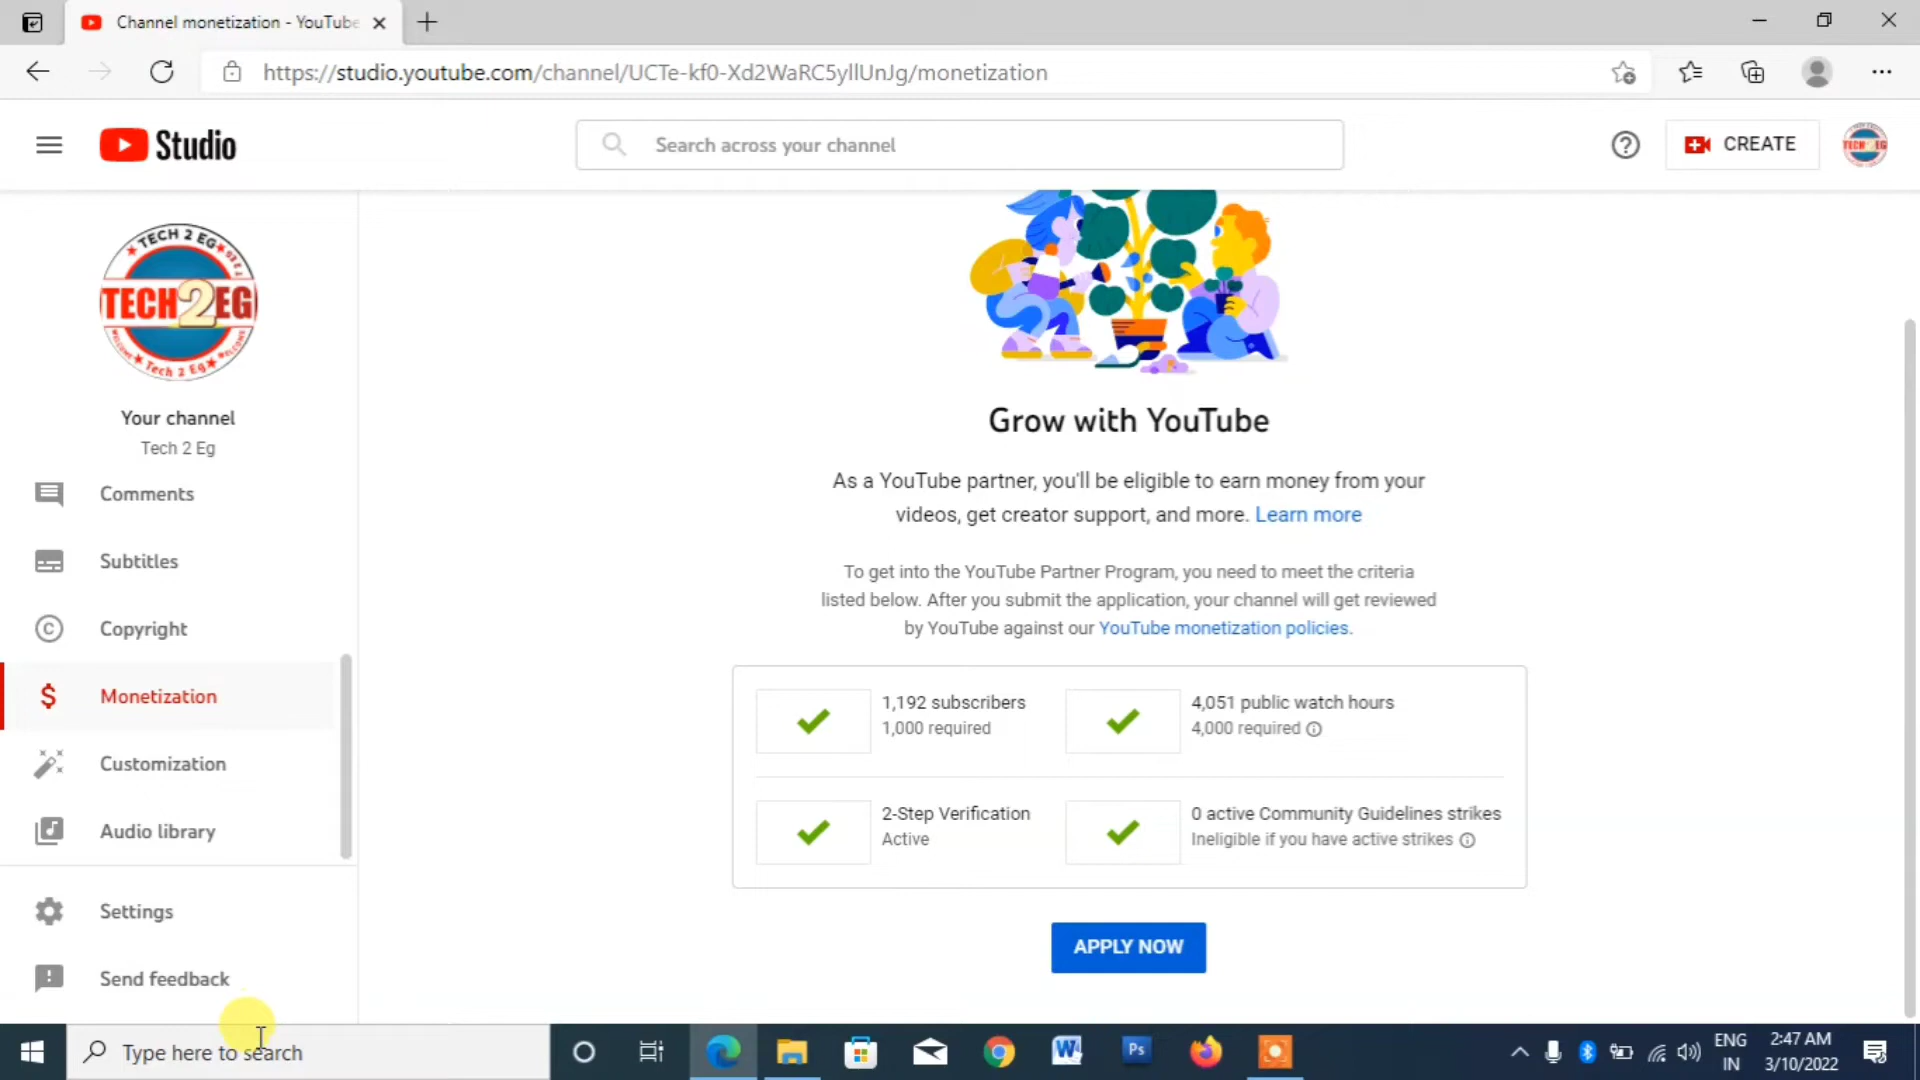 Channel monetization - YouTube
https://studio.youtube.com/channel/UCTe-kf0-Xd2WaRC5yllUnJg/monetization
Studio
Search across your channel
CREATE
TECH2EG
TECH 2 EG
TECH2EG
WELCOME
WELCOME
Tech 2 Eg
Your channel
Tech 2 Eg
Comments
Subtitles
Copyright
Monetization
Customization
Audio library
Settings
Send feedback
Grow with YouTube
As a YouTube partner, you'll be eligible to earn money from your
videos, get creator support, and more. Learn more
To get into the YouTube Partner Program, you need to meet the criteria
listed below. After you submit the application, your channel will get reviewed
by YouTube against our YouTube monetization policies.
1,192 subscribers
1,000 required
4,051 public watch hours
4,000 required
2-Step Verification
Active
0 active Community Guidelines strikes
Ineligible if you have active strikes
APPLY NOW
Type here to search
W
Ps
ENG
IN
2:47 AM
3/10/2022